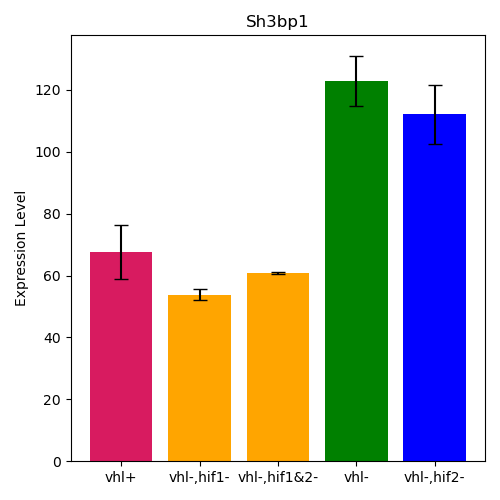 Sh3bp1
Expression Level
120
100
80
60
40
20
0
vhl+
vhl-,hif1-
vhl-,hif1&2-
vhl-
vhl-,hif2-